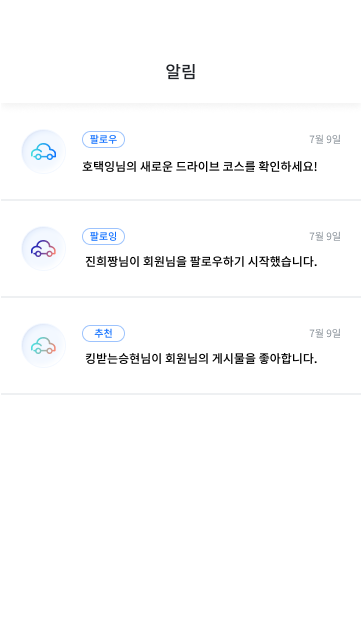 알림
팔로우
7월 9일
호택잉님의 새로운 드라이브 코스를 확인하세요!
팔로잉
7월 9일
진희짱님이 회원님을 팔로우하기 시작했습니다.
추천
7월 9일
킹받는승현님이 회원님의 게시물을 좋아합니다.